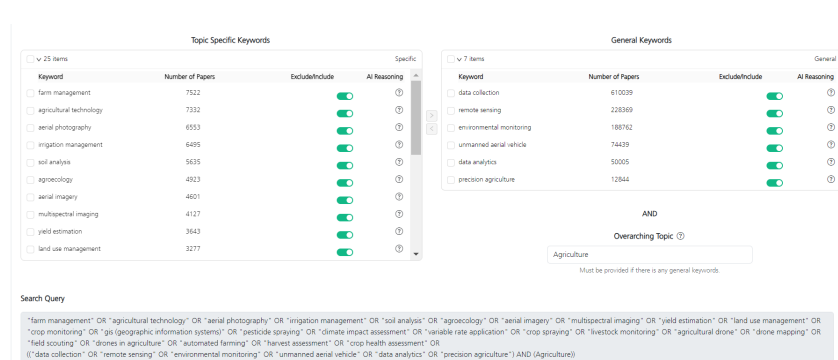 Topic Specific Keywords
25 items Specific
Keyword Number of Papers Exclude/Include AI Reasoning
farm management 7522
agricultural technology 7332
aerial photography 6553
irrigation management 6495
soil analysis 5635
agroecology 4923
aerial imagery 4601
multispectral imaging 4127
yield estimation 3643
land use management 3277
General Keywords
7 items General
Keyword Number of Papers Exclude/Include AI Reasoning
data collection 610039
remote sensing 228369
environmental monitoring 188762
unmanned aerial vehicle 74439
data analytics 50005
precision agriculture 12844
AND
Overarching Topic
Agriculture
Must be provided if there is any general keywords.
Search Query
"farm management" OR "agricultural technology" OR "aerial photography" OR "irrigation management" OR "soil analysis" OR "agroecology" OR "aerial imagery" OR "multispectral imaging" OR "yield estimation" OR "land use management" OR
"crop monitoring" OR "gis (geographic information systems)" OR "pesticide spraying" OR "climate impact assessment" OR "variable rate application" OR "crop spraying" OR "livestock monitoring" OR "agricultural drone" OR "drone mapping" OR
"field scouting" OR "drones in agriculture" OR "automated farming" OR "harvest assessment" OR "crop health assessment" OR
(("data collection" OR "remote sensing" OR "environmental monitoring" OR "unmanned aerial vehicle" OR "data analytics" OR "precision agriculture") AND (Agriculture))